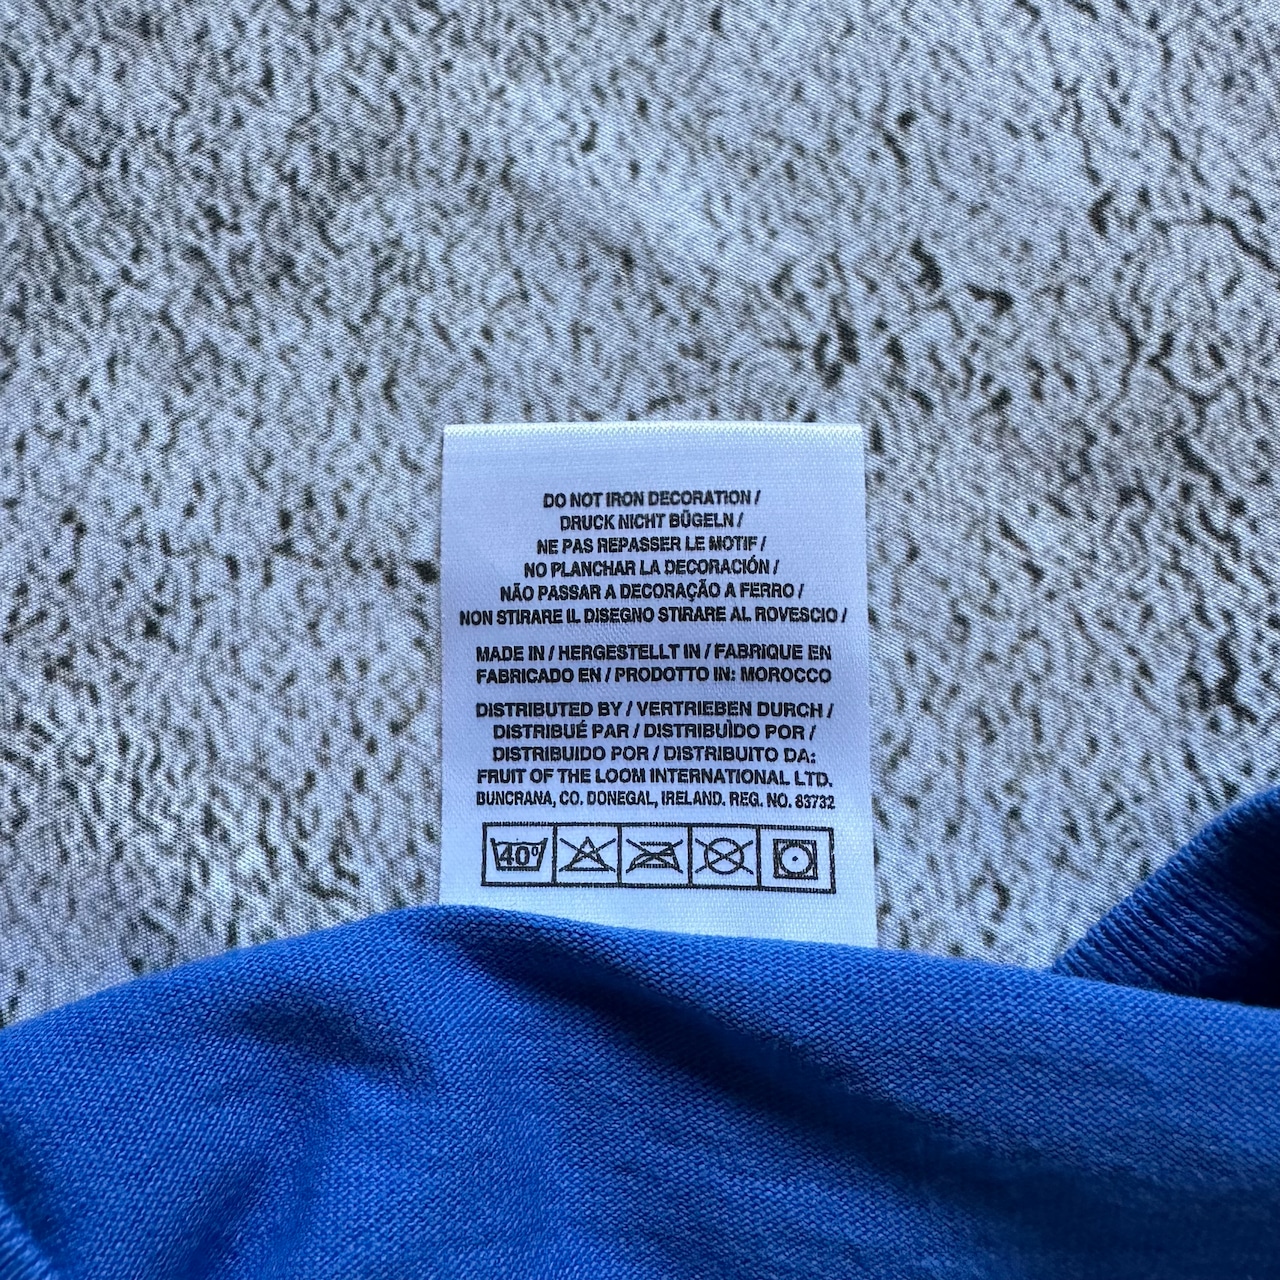 DO NOT IRON DECORATION /
DRUCK NICHT BÜGELN /
NE PAS REPASSER LE MOTIF /
NO PLANCHAR LA DECORACIÓN /
NÃO PASSAR A DECORAÇÃO A FERRO /
NON STIRARE IL DISEGNO STIRARE AL ROVESCIO /
MADE IN / HERGESTELLT IN / FABRIQUE EN
FABRICADO EN / PRODOTTO IN: MOROCCO
DISTRIBUTED BY / VERTRIEBEN DURCH /
DISTRIBUÉ PAR / DISTRIBUÌDO POR /
DISTRIBUIDO POR / DISTRIBUITO DA:
FRUIT OF THE LOOM INTERNATIONAL LTD.
BUNCRANA, CO. DONEGAL, IRELAND. REG. NO. 83732
40°